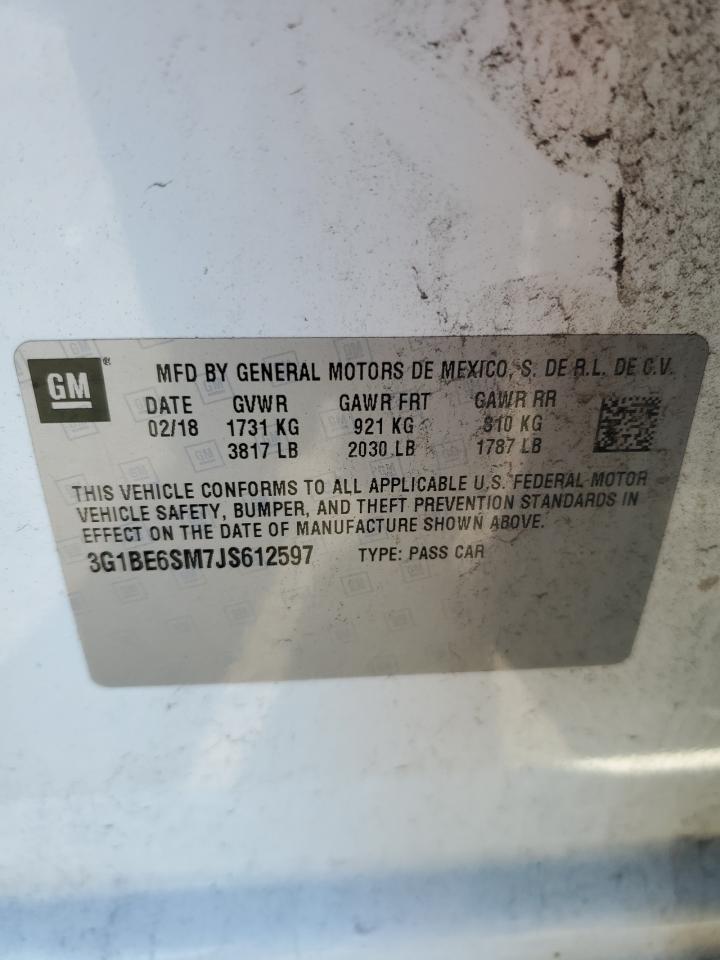 GM® MFD BY GENERAL MOTORS DE MEXICO, S. DE R.L. DE C.V.
DATE GVWR GAWR FRT GAWR RR
02/18 1731 KG 921 KG 810 KG
3817 LB 2030 LB 1787 LB
THIS VEHICLE CONFORMS TO ALL APPLICABLE U.S. FEDERAL MOTOR
VEHICLE SAFETY, BUMPER, AND THEFT PREVENTION STANDARDS IN
EFFECT ON THE DATE OF MANUFACTURE SHOWN ABOVE.
3G1BE6SM7JS612597 TYPE: PASS CAR